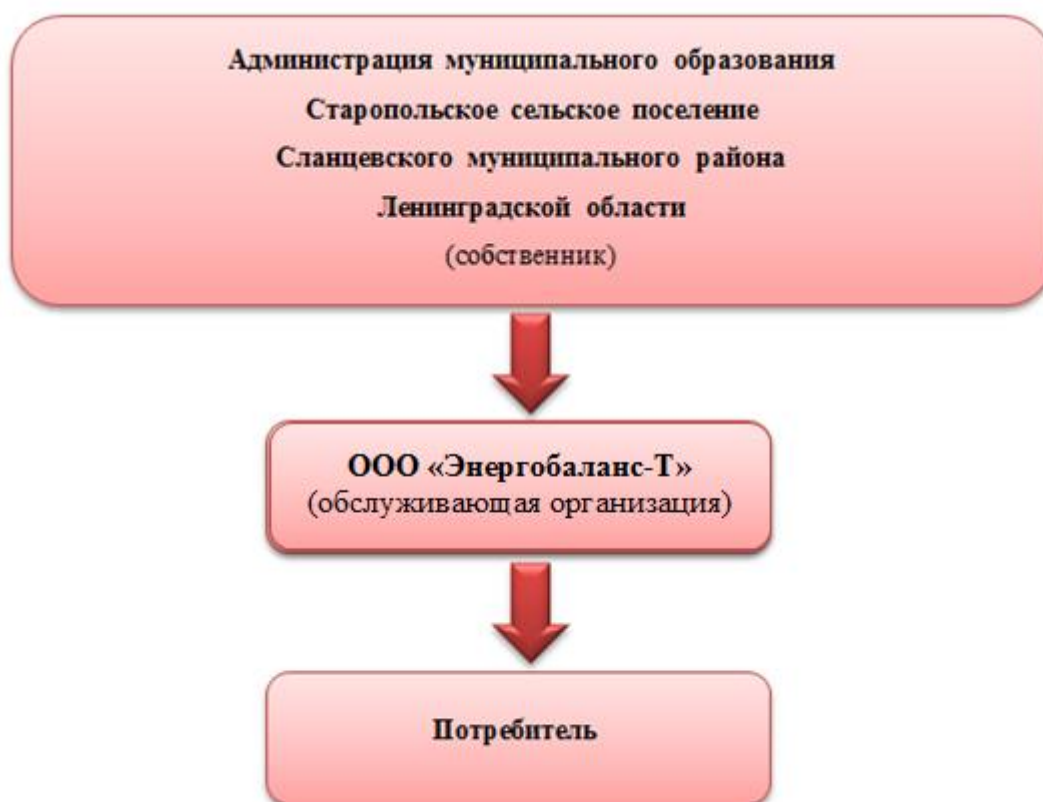 Администрация муниципального образования
Старопольское сельское поселение
Сланцевского муниципального района
Ленинградской области
(собственник)
ООО «Энергобаланс-Т»
(обслуживающая организация)
Потребитель